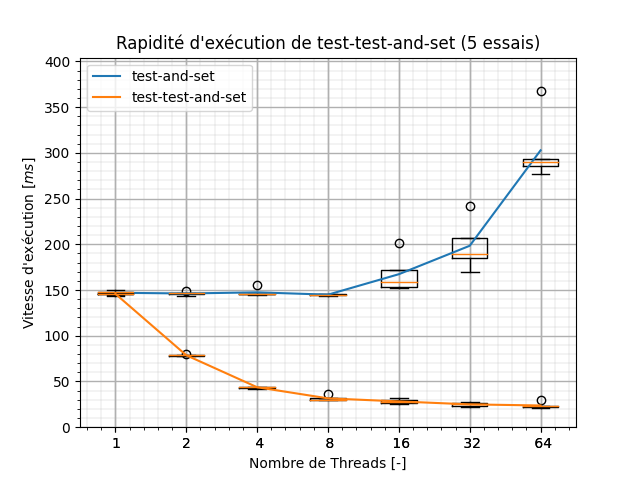 Rapidité d'exécution de test-test-and-set (5 essais)
400
350
300
250
200
150
100
50
0
Vitesse d'exécution [ms]
test-and-set
test-test-and-set
1 2 4 8 16 32 64
Nombre de Threads [-]